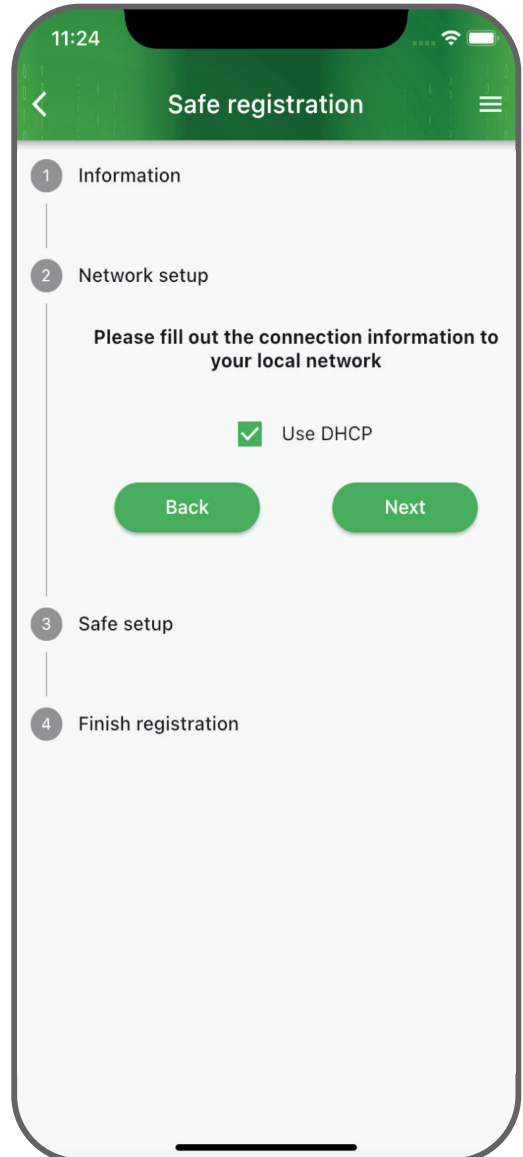 11:24
Safe registration
1 Information
2 Network setup
Please fill out the connection information to
your local network
Use DHCP
Back Next
3 Safe setup
4 Finish registration